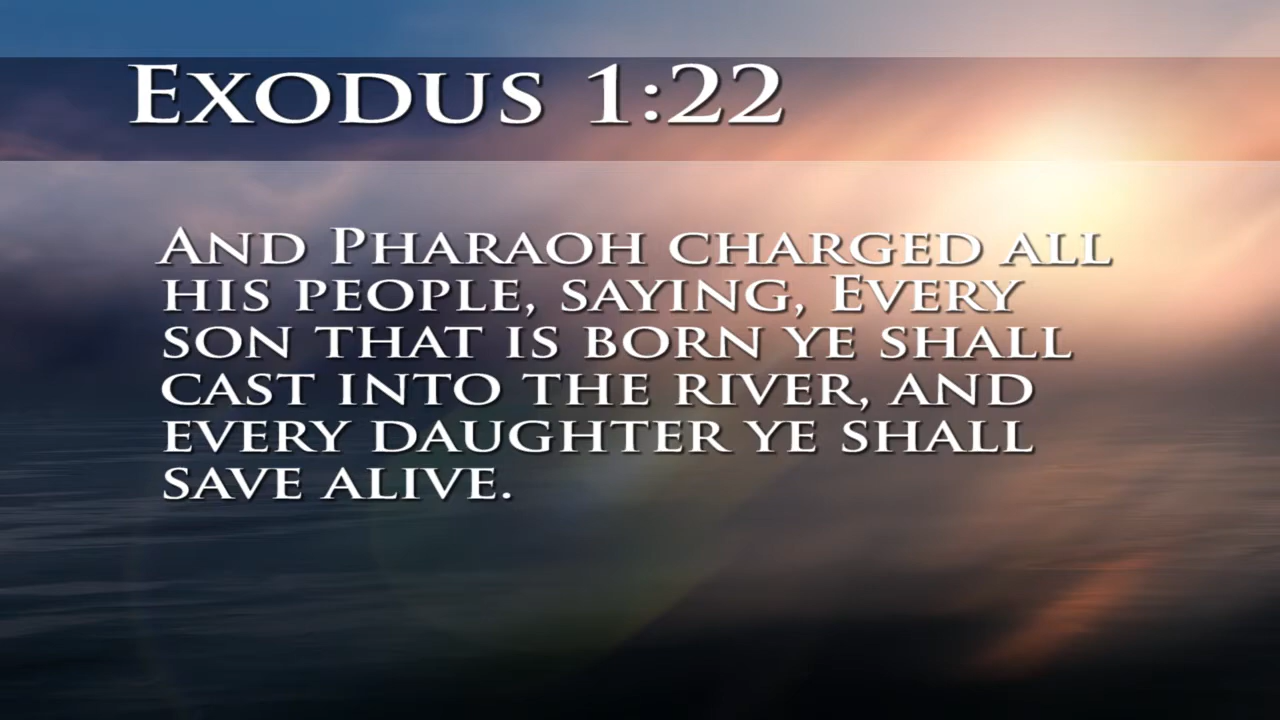 Exodus 1:22
And Pharaoh charged all
his people, saying, Every
son that is born ye shall
cast into the river, and
every daughter ye shall
save alive.